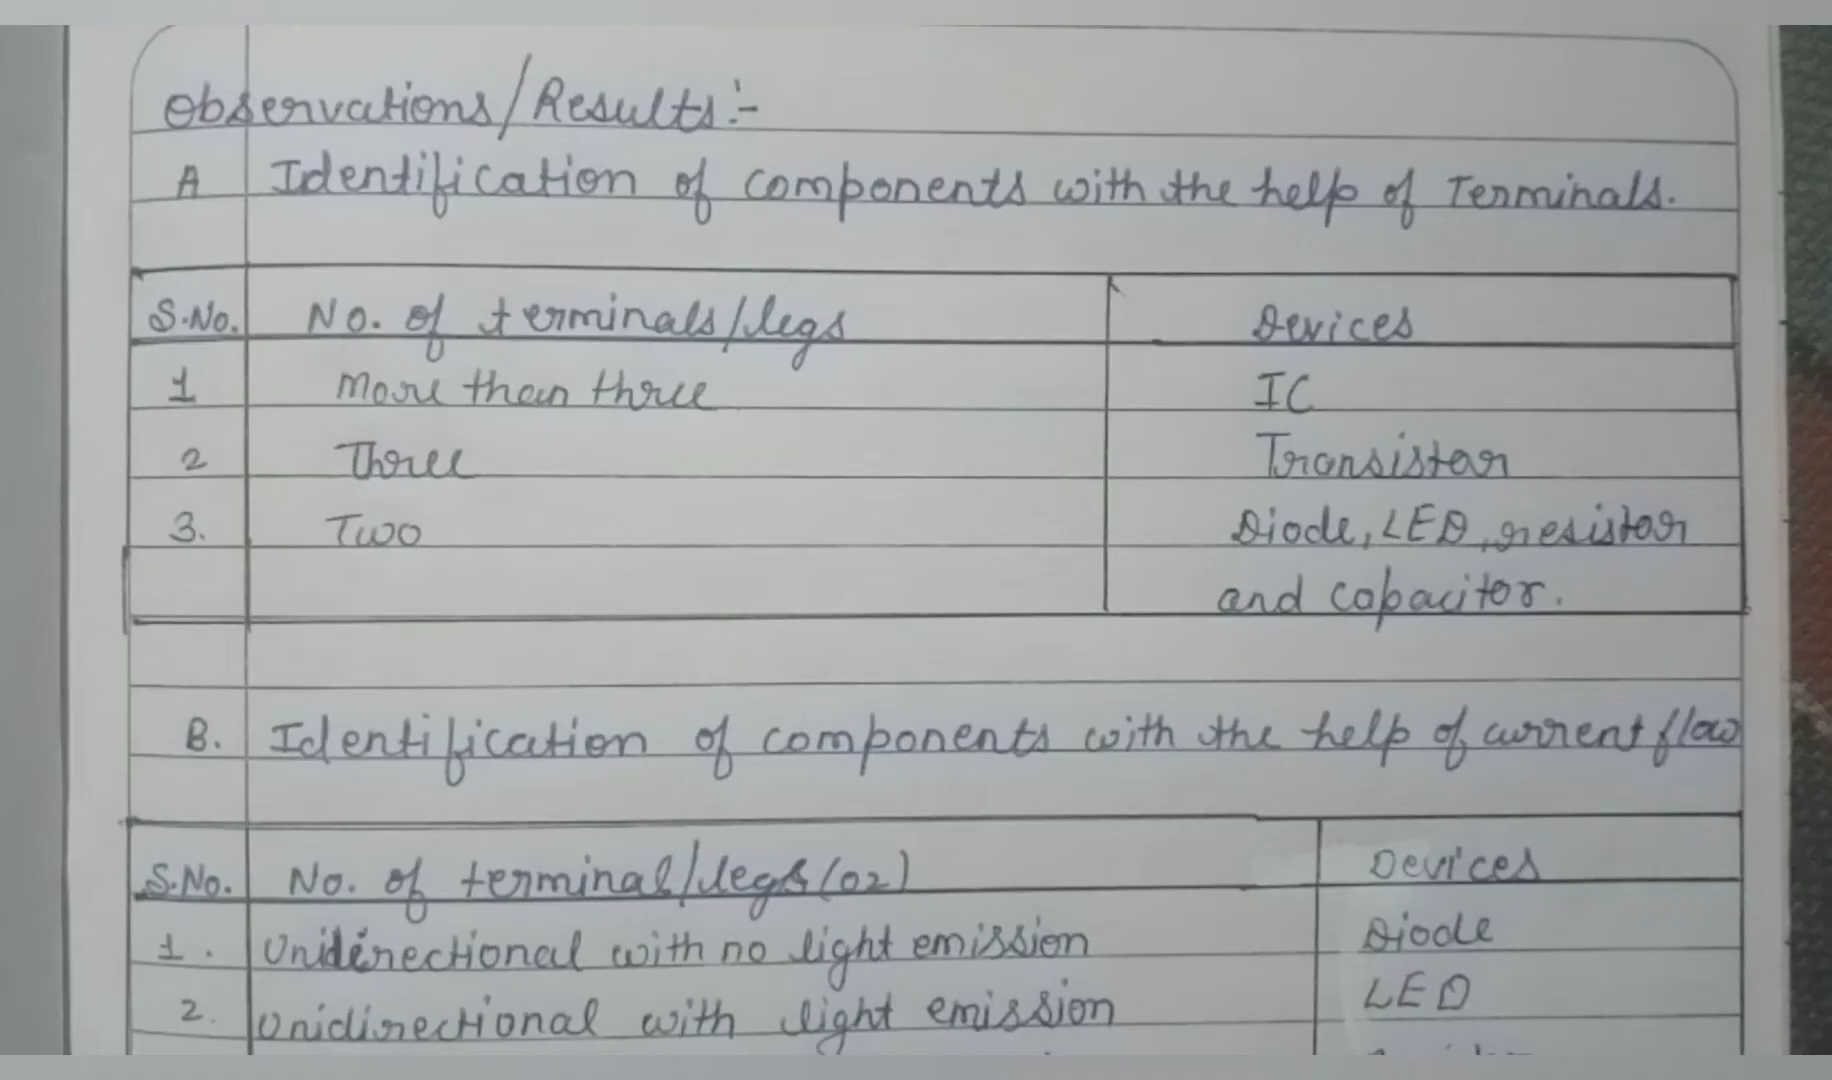 Observations/Results:-
A Identification of components with the help of Terminals.
S.No. No. of terminals/legs Devices
1 More than three IC
2 Three Transistor
3. Two Diode, LED, resistor
and capacitor.
B. Identification of components with the help of current flow
S.No. No. of terminal/legs (02) Devices
1. Unidirectional with no light emission Diode
2. Unidirectional with light emission LED